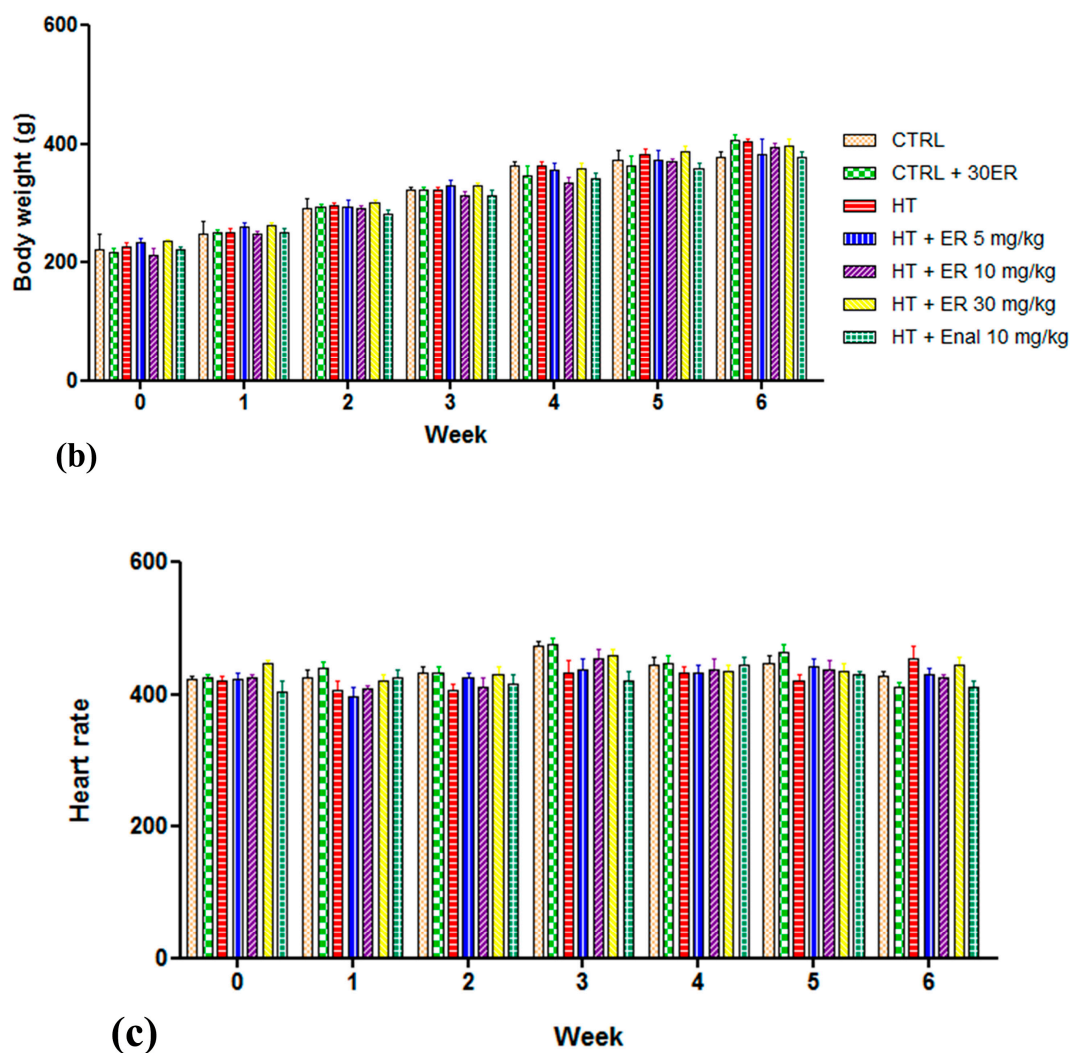 600
400
200
0
Body weight (g)
0 1 2 3 4 5 6
Week
(b)
CTRL
CTRL + 30ER
HT
HT + ER 5 mg/kg
HT + ER 10 mg/kg
HT + ER 30 mg/kg
HT + Enal 10 mg/kg
600
400
200
0
Heart rate
0 1 2 3 4 5 6
Week
(c)